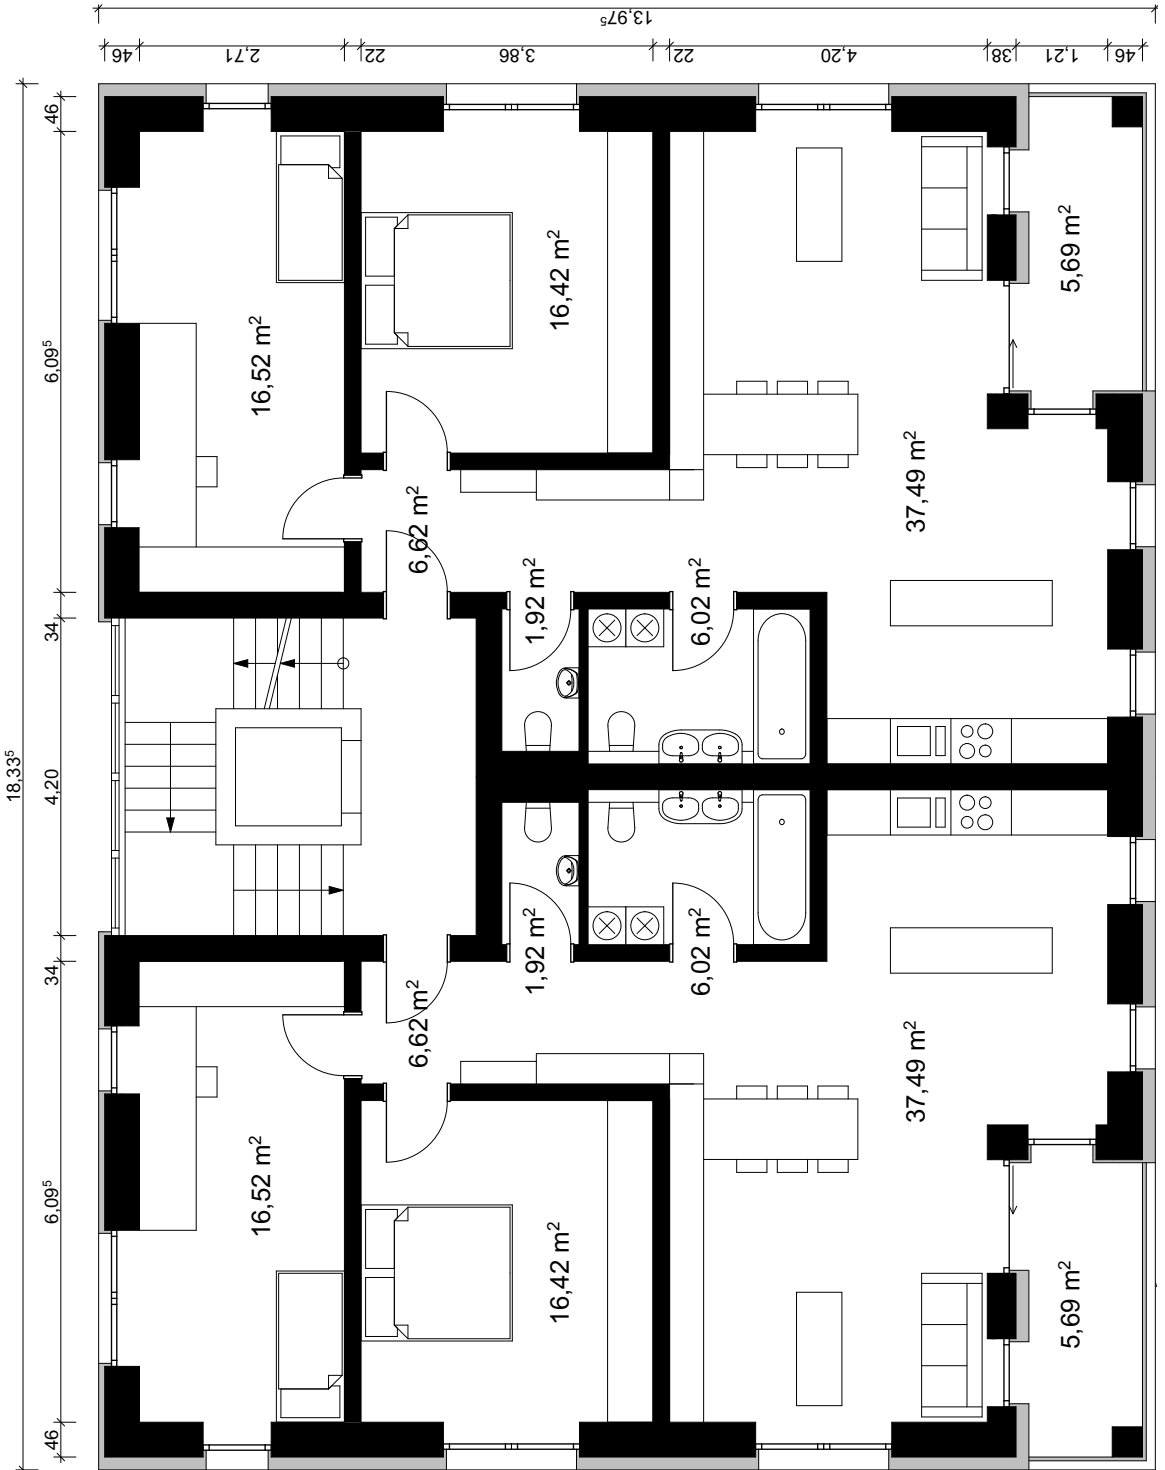 13,97⁵
46
2,71
22
3,86
22
4,20
38
1,21
46
18,33⁵
46
6,09⁵
34
4,20
34
6,09⁵
46
16,52 m²
16,42 m²
5,69 m²
37,49 m²
6,62 m²
1,92 m²
6,02 m²
1,92 m²
6,02 m²
6,62 m²
37,49 m²
16,52 m²
16,42 m²
5,69 m²